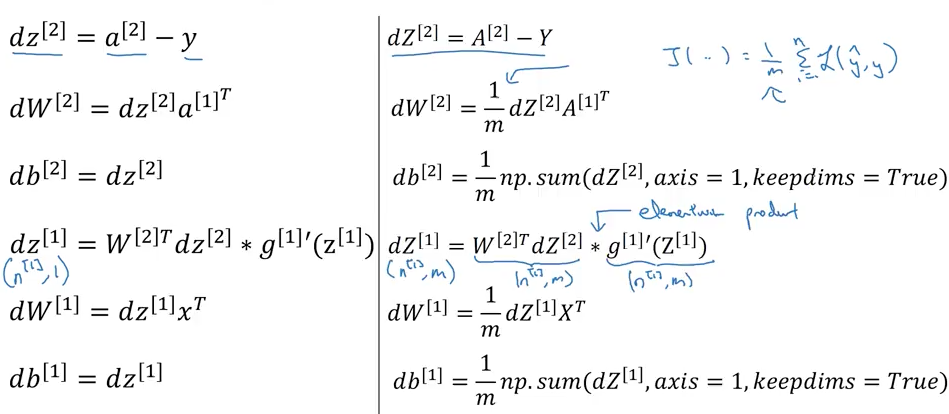 dz^[2] = a^[2] − y
dW^[2] = dz^[2]a^[1]^T
db^[2] = dz^[2]
dz^[1] = W^[2]T dz^[2] ∗ g^[1]′(z^[1])
(n^[1], 1)
dW^[1] = dz^[1]x^T
db^[1] = dz^[1]
dZ^[2] = A^[2] − Y
J(..) = 1/m Σ_{i=1}^{n} L(ŷ, y)
dW^[2] = 1/m dZ^[2]A^[1]^T
db^[2] = 1/m np.sum(dZ^[2], axis = 1, keepdims = True)
elementwise product
dZ^[1] = W^[2]T dZ^[2] ∗ g^[1]′(Z^[1])
(n^[1], m) (n^[1], m) (n^[1], m)
dW^[1] = 1/m dZ^[1]X^T
db^[1] = 1/m np.sum(dZ^[1], axis = 1, keepdims = True)